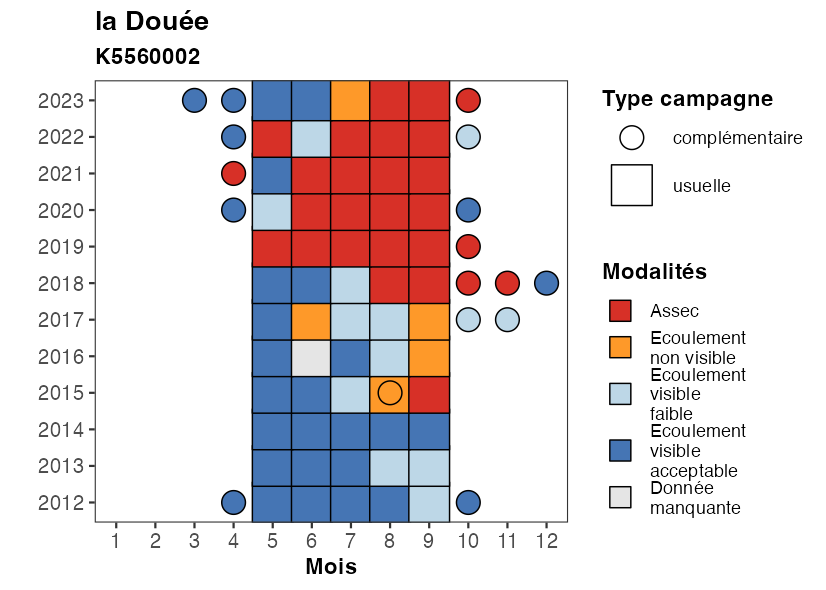 la Douée
K5560002
2023
2022
2021
2020
2019
2018
2017
2016
2015
2014
2013
2012
1 2 3 4 5 6 7 8 9 10 11 12
Mois
Type campagne
complémentaire
usuelle
Modalités
Assec
Ecoulement
non visible
Ecoulement
visible
faible
Ecoulement
visible
acceptable
Donnée
manquante